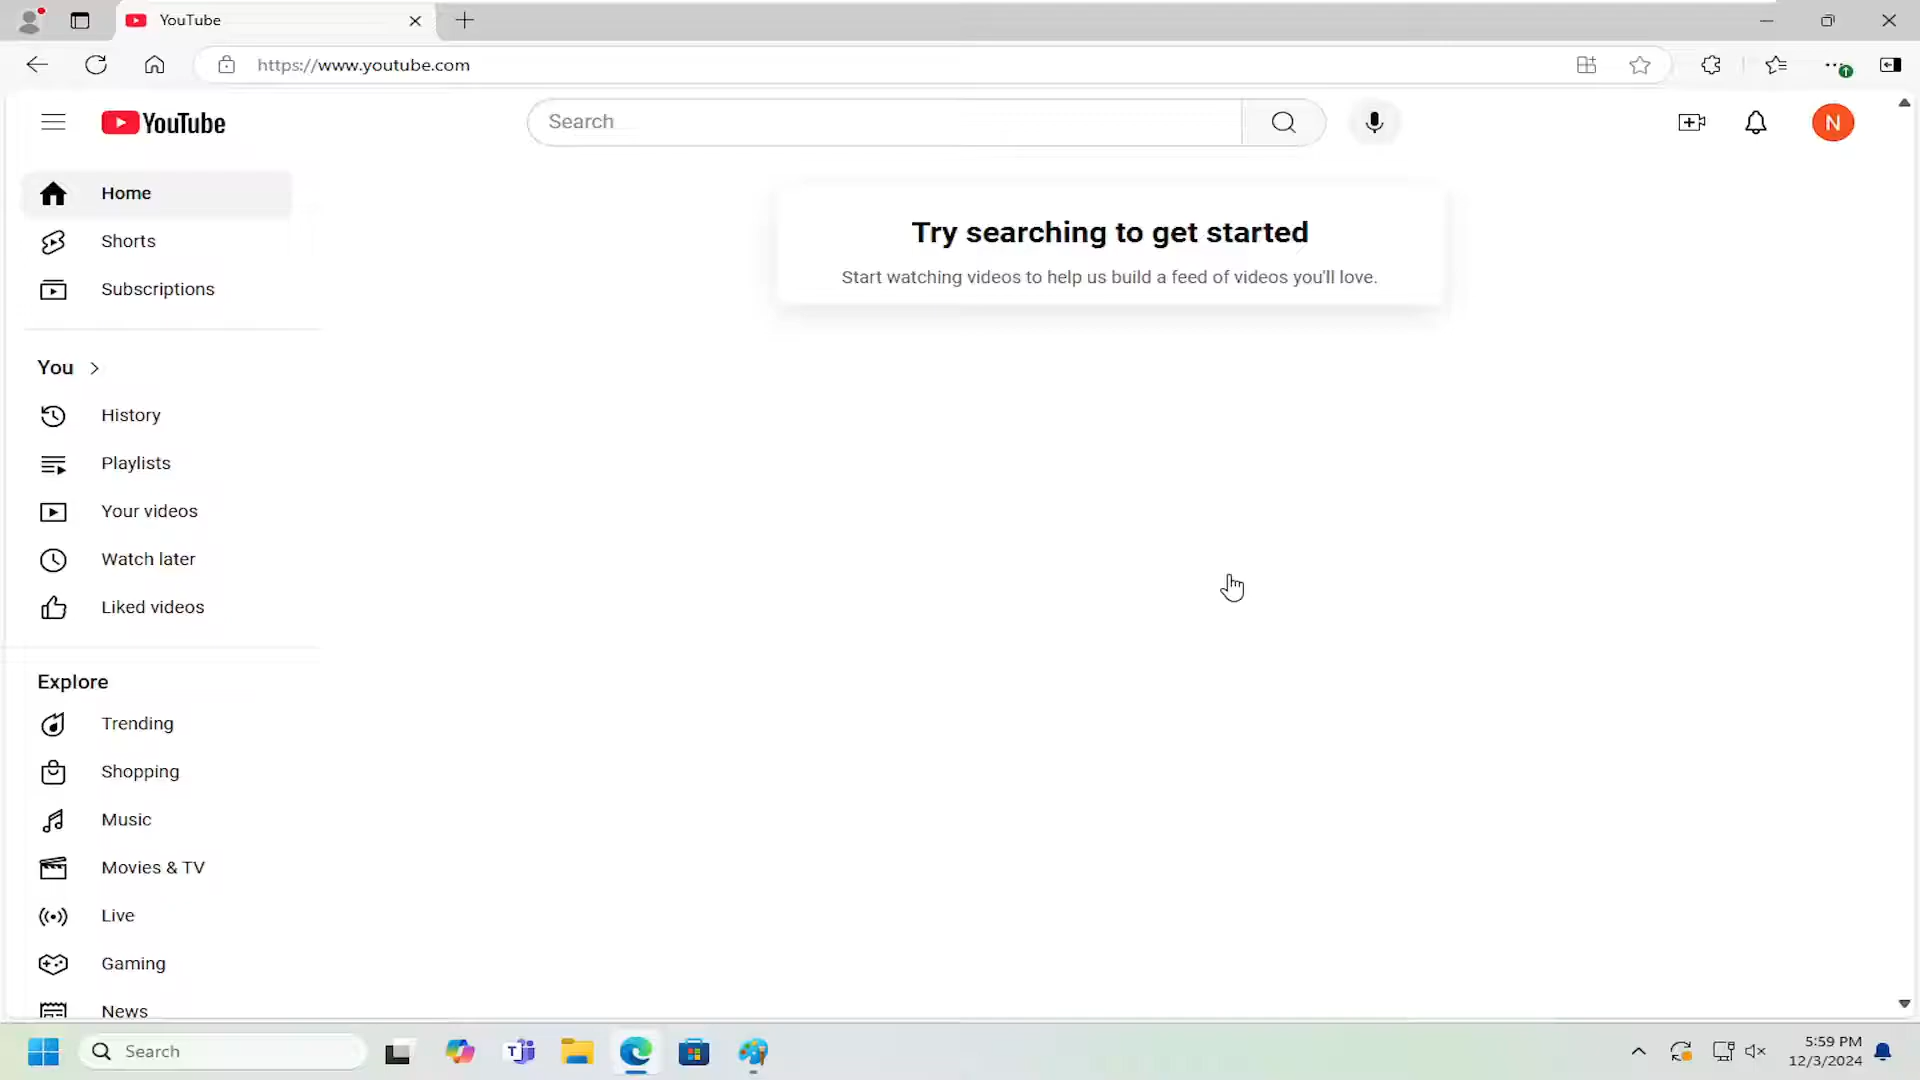 YouTube
https://www.youtube.com
YouTube
Search
N
Try searching to get started
Start watching videos to help us build a feed of videos you'll love.
Home
Shorts
Subscriptions
You
History
Playlists
Your videos
Watch later
Liked videos
Explore
Trending
Shopping
Music
Movies & TV
Live
Gaming
News
Search
5:59 PM
12/3/2024